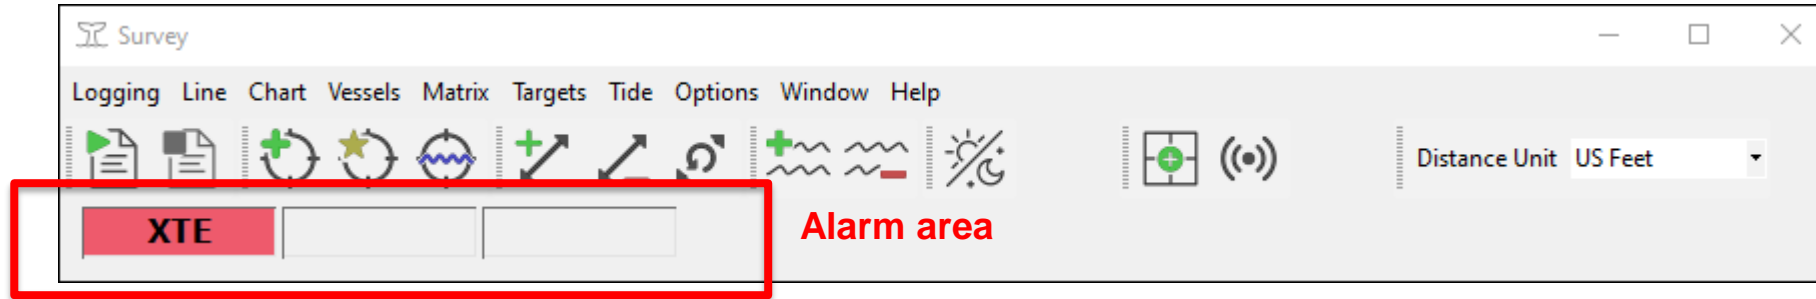 Survey
Logging Line Chart Vessels Matrix Targets Tide Options Window Help
Distance Unit US Feet
XTE
Alarm area